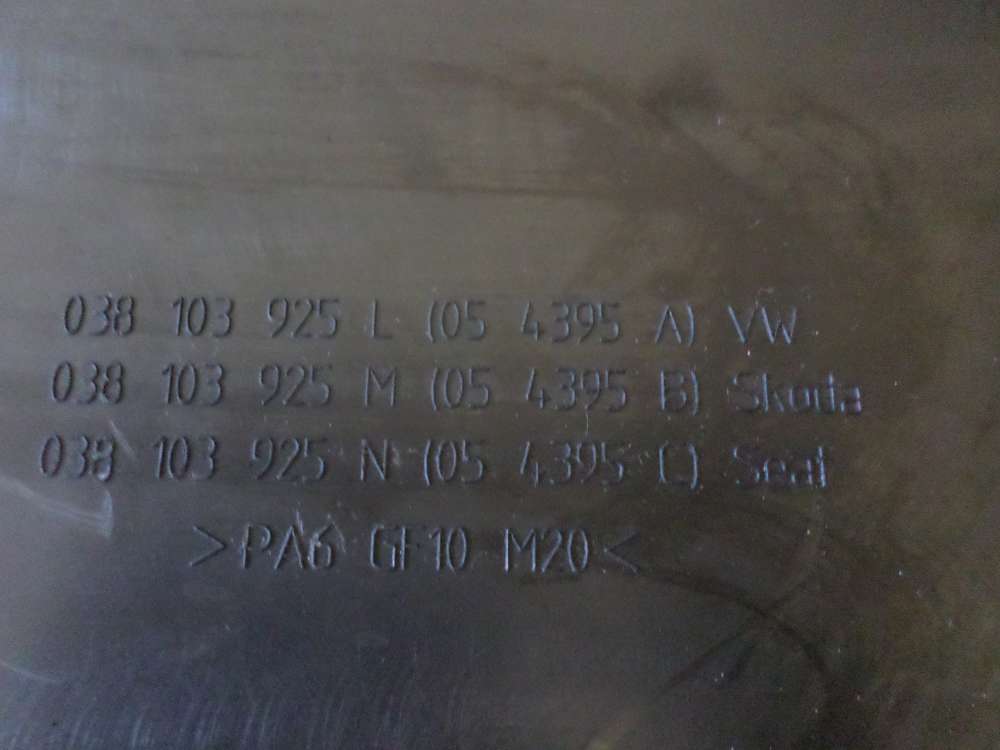 038 103 925 L (05 4395 A) VW
038 103 925 M (05 4395 B) Skoda
038 103 925 N (05 4395 C) Seat
>PA6 GF10 M20<